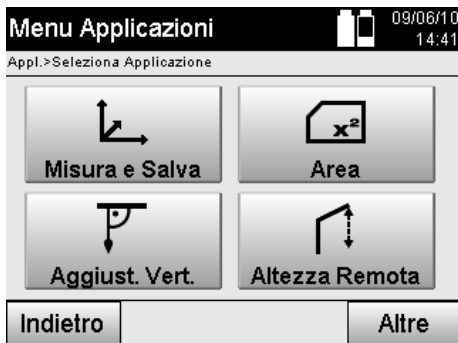 Menu Applicazioni
09/06/10
14:41
Appl.>Seleziona Applicazione
Misura e Salva
x²
Area
Aggiust. Vert.
Altezza Remota
Indietro
Altre